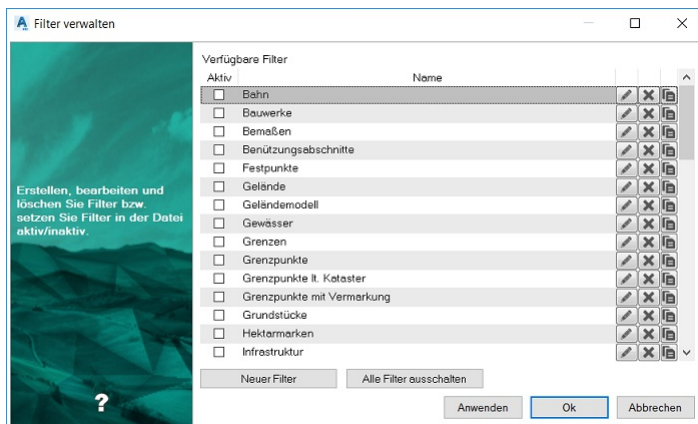 Filter verwalten
Erstellen, bearbeiten und
löschen Sie Filter bzw.
setzen Sie Filter in der Datei
aktiv/inaktiv.
?
Verfügbare Filter
Aktiv Name
Bahn
Bauwerke
Bemaßen
Benützungsabschnitte
Festpunkte
Gelände
Geländemodell
Gewässer
Grenzen
Grenzpunkte
Grenzpunkte lt. Kataster
Grenzpunkte mit Vermarkung
Grundstücke
Hektarmarken
Infrastruktur
Neuer Filter Alle Filter ausschalten
Anwenden Ok Abbrechen